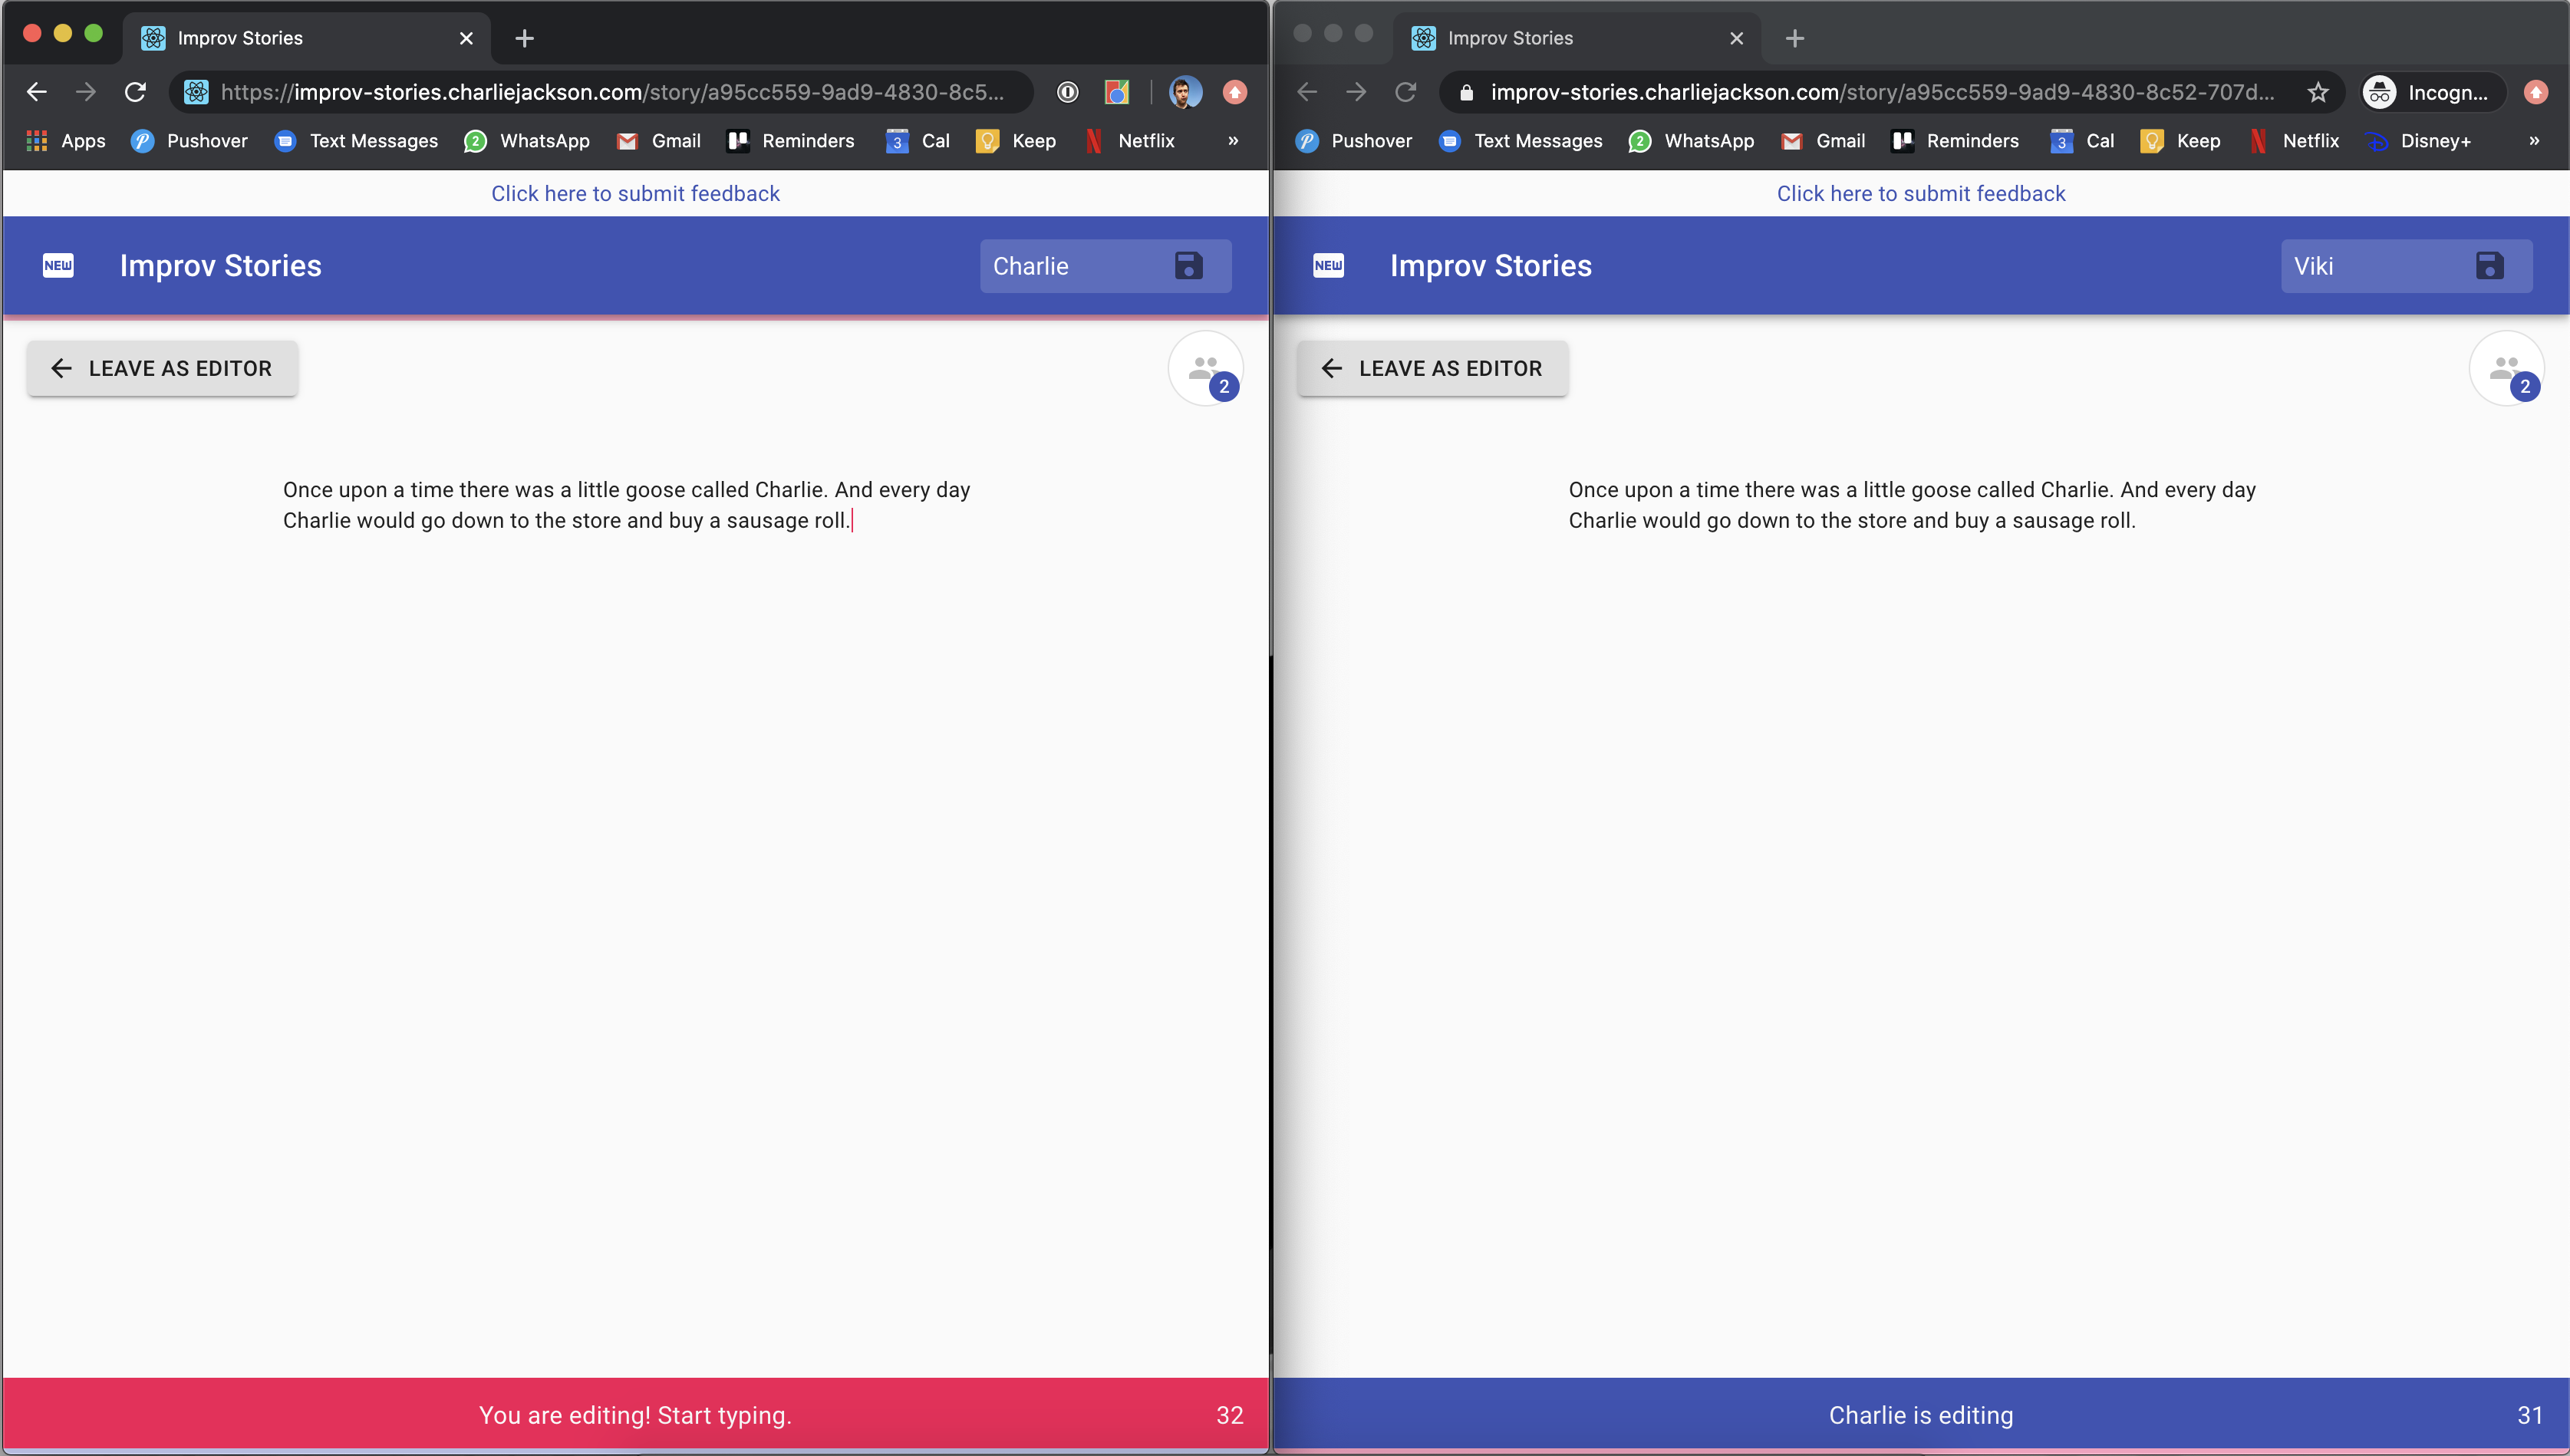 Improv Stories
https://improv-stories.charliejackson.com/story/a95cc559-9ad9-4830-8c5...
Apps Pushover Text Messages 2 WhatsApp Gmail Reminders 3 Cal Keep Netflix »
Click here to submit feedback
NEW Improv Stories Charlie
LEAVE AS EDITOR 2
Once upon a time there was a little goose called Charlie. And every day
Charlie would go down to the store and buy a sausage roll.
You are editing! Start typing. 32
Improv Stories
improv-stories.charliejackson.com/story/a95cc559-9ad9-4830-8c52-707d... Incogn...
Pushover Text Messages 2 WhatsApp Gmail Reminders 3 Cal Keep Netflix Disney+ »
Click here to submit feedback
NEW Improv Stories Viki
LEAVE AS EDITOR 2
Once upon a time there was a little goose called Charlie. And every day
Charlie would go down to the store and buy a sausage roll.
Charlie is editing 31